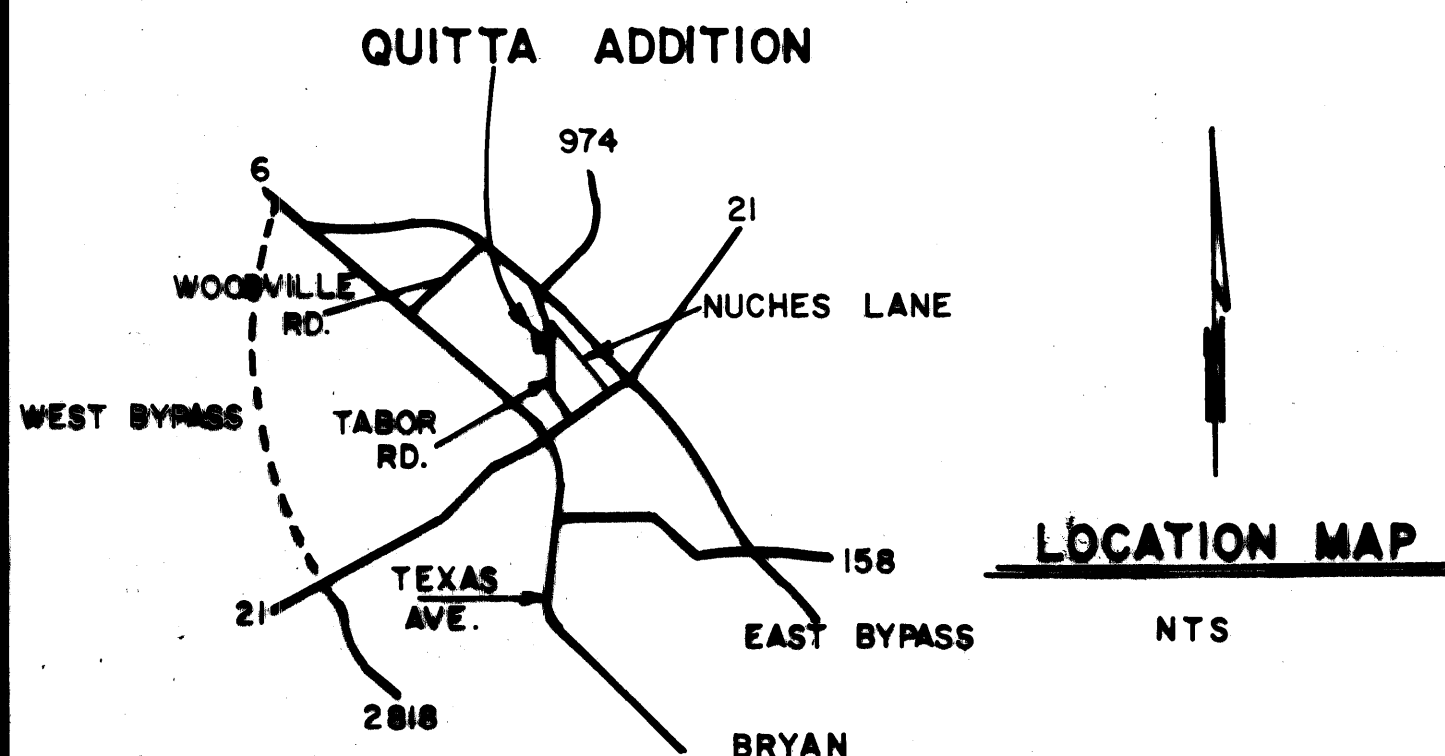 QUITTA ADDITION
974
6
21
WOODVILLE
RD.
NUCHES LANE
WEST BYPASS
TABOR
RD.
LOCATION MAP
158
TEXAS
AVE.
21
EAST BYPASS
NTS
2818
BRYAN